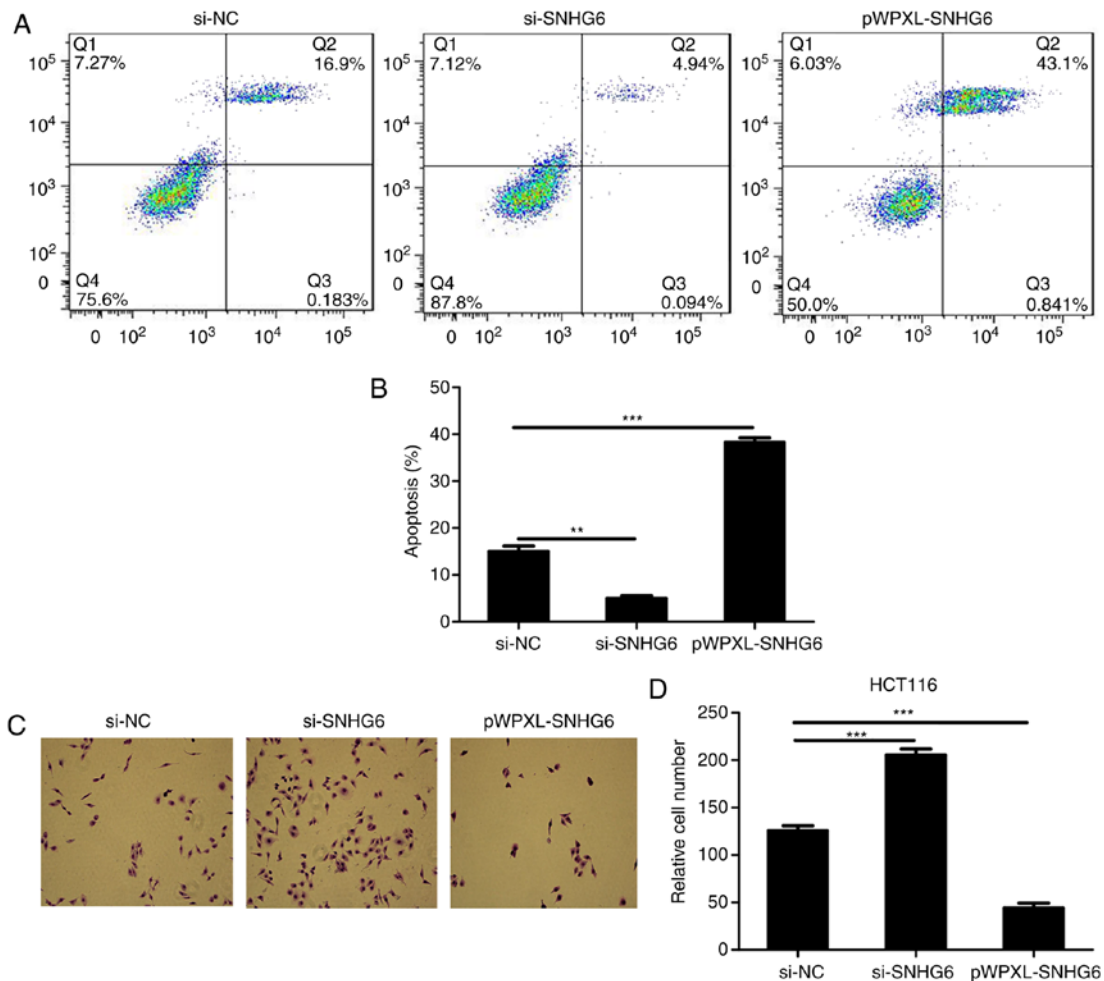 A
si-NC
si-SNHG6
pWPXL-SNHG6
Q1
7.27%
Q2
16.9%
Q4
75.6%
Q3
0.183%
10⁵
10⁴
10³
10²
0
0 10² 10³ 10⁴ 10⁵
Q1
7.12%
Q2
4.94%
Q4
87.8%
Q3
0.094%
10⁵
10⁴
10³
10²
0
0 10² 10³ 10⁴ 10⁵
Q1
6.03%
Q2
43.1%
Q4
50.0%
Q3
0.841%
10⁵
10⁴
10³
10²
0
0 10² 10³ 10⁴ 10⁵
B
Apoptosis (%)
50
40
30
20
10
0
***
**
si-NC si-SNHG6 pWPXL-SNHG6
C
si-NC si-SNHG6 pWPXL-SNHG6
D
HCT116
Relative cell number
250
200
150
100
50
0
***
***
si-NC si-SNHG6 pWPXL-SNHG6